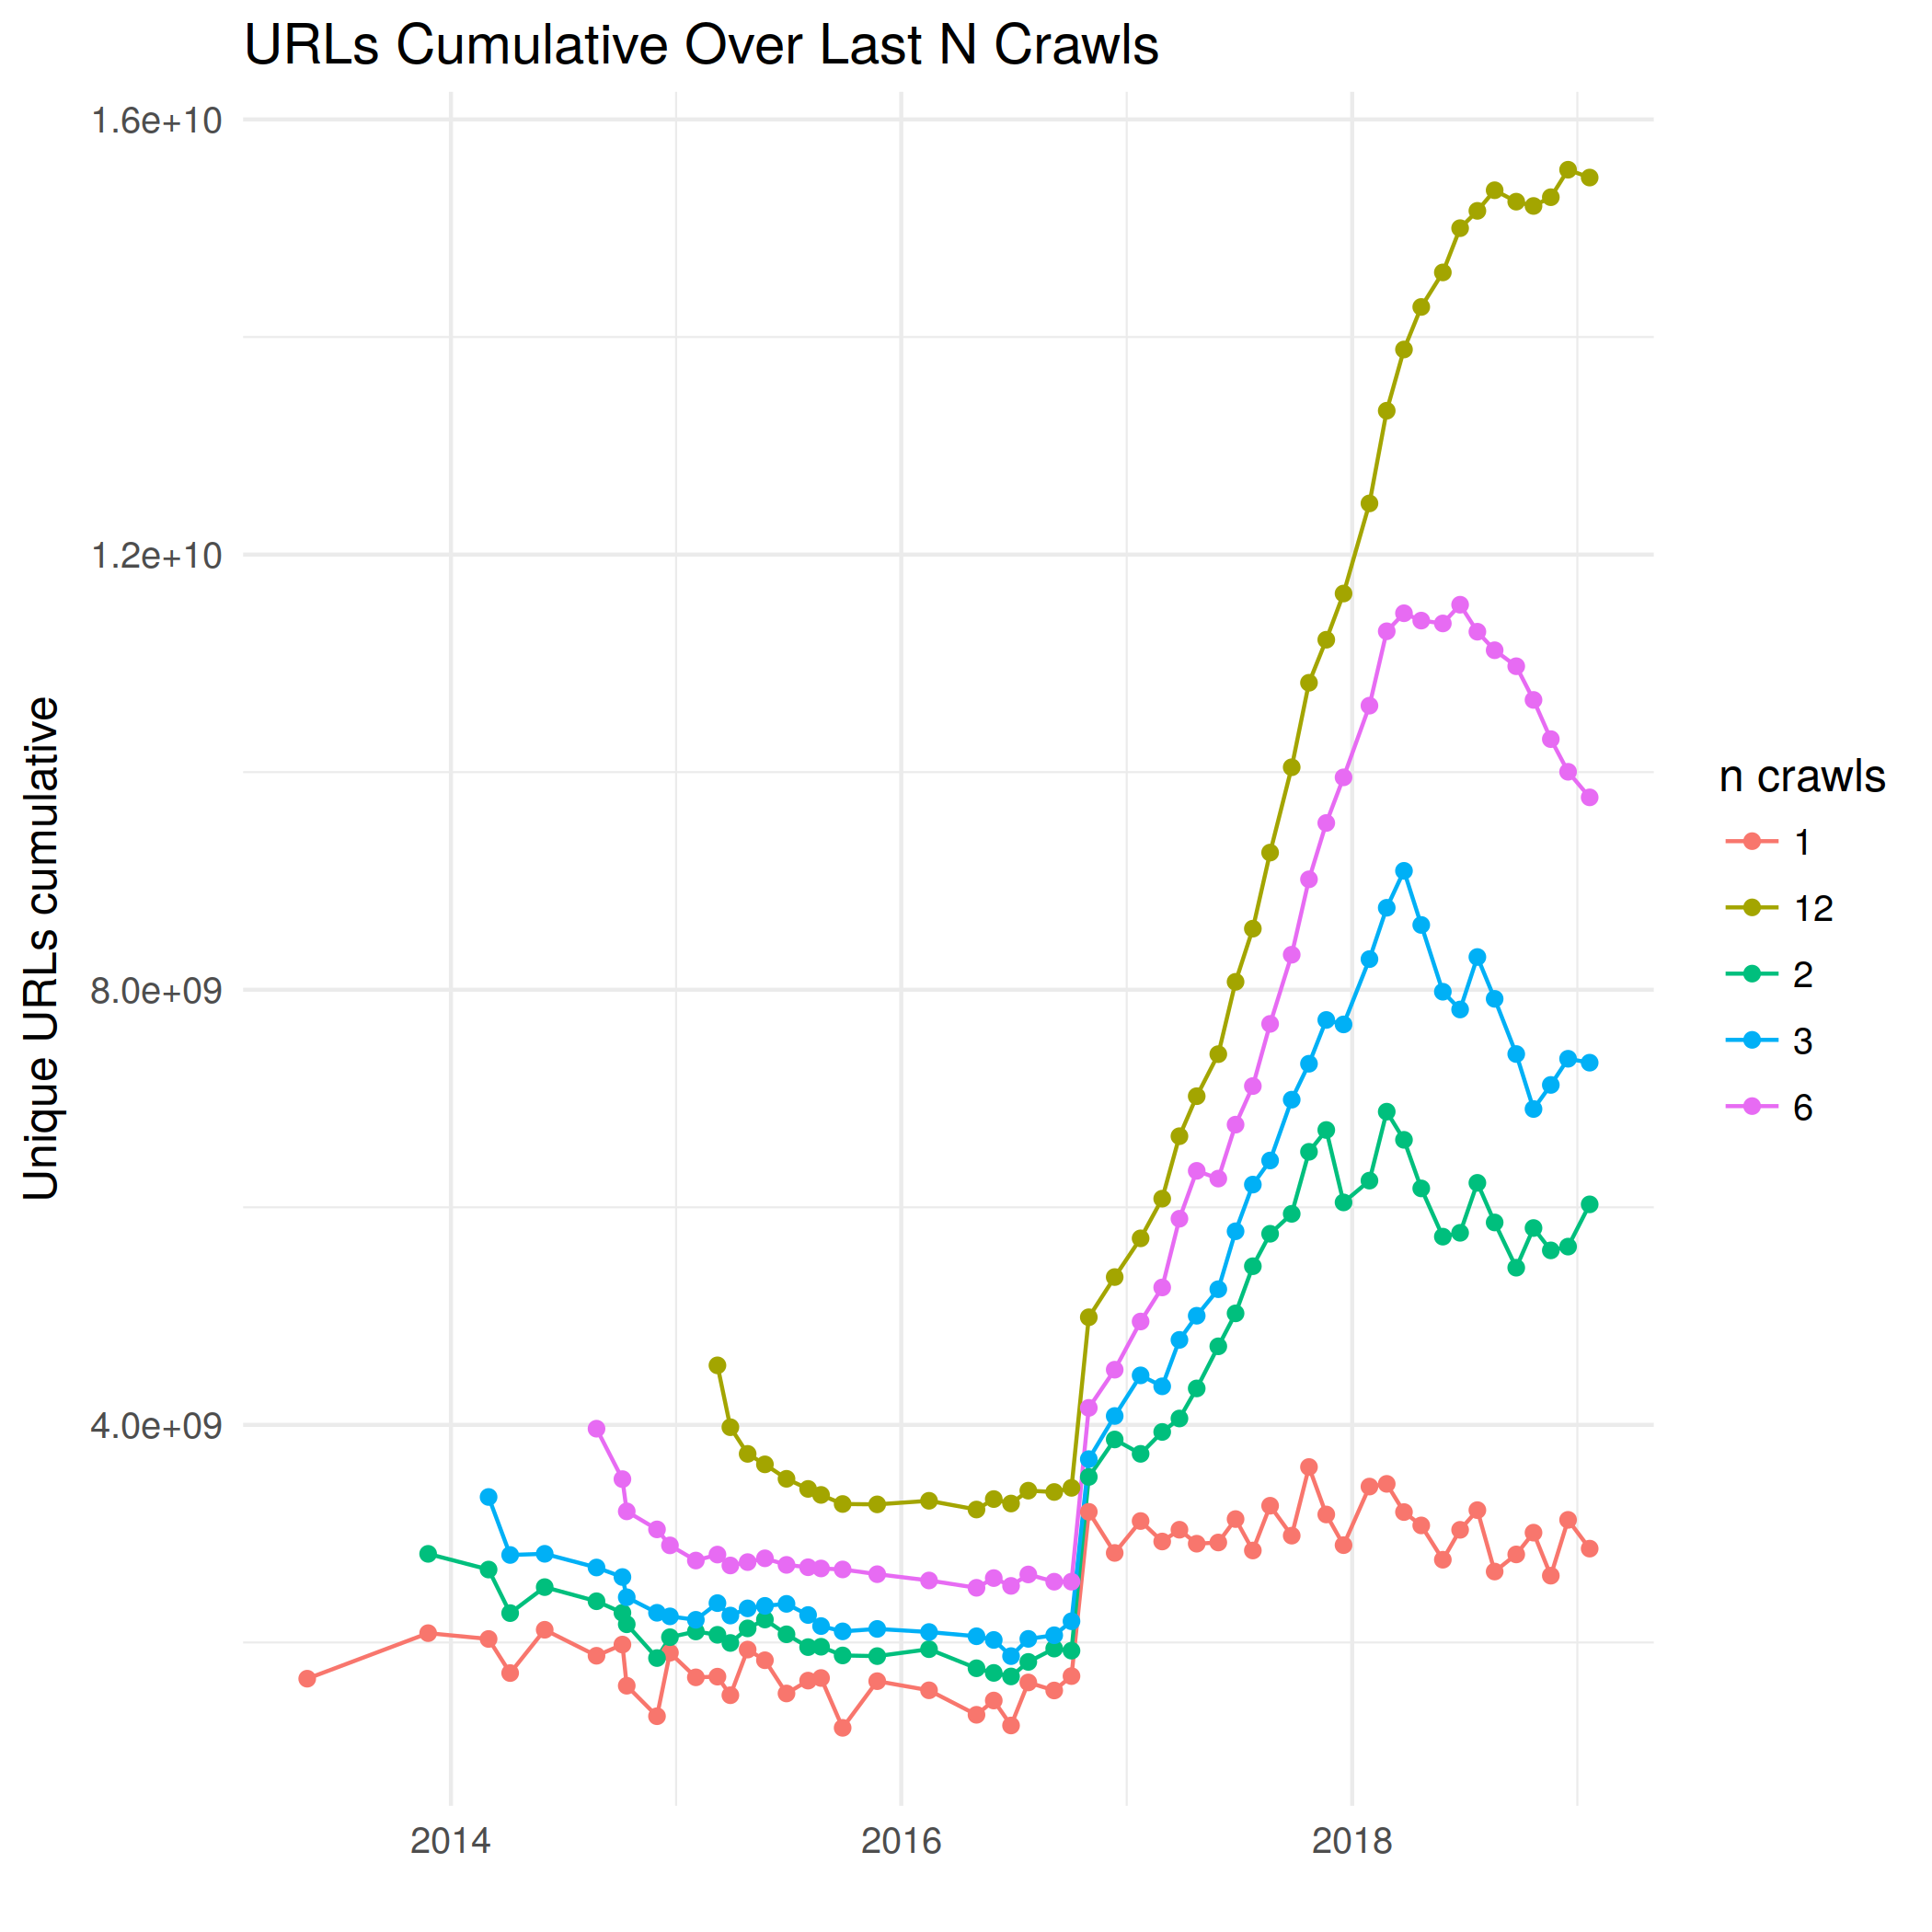 URLs Cumulative Over Last N Crawls
1.6e+10
1.2e+10
8.0e+09
4.0e+09
Unique URLs cumulative
2014
2016
2018
n crawls
1
12
2
3
6